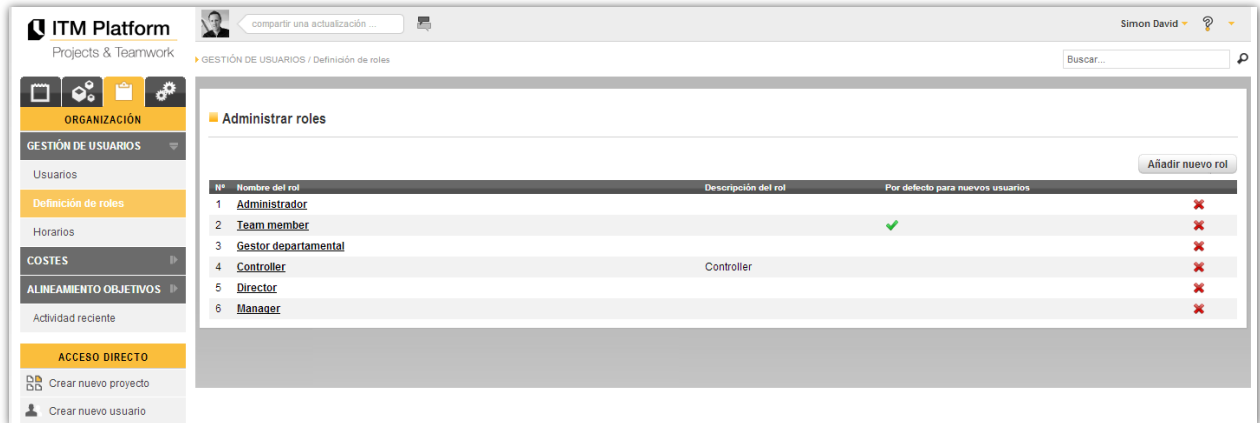 ITM Platform
Projects & Teamwork
compartir una actualización ...
Simon David
?
GESTIÓN DE USUARIOS / Definición de roles
Buscar...
ORGANIZACIÓN
GESTIÓN DE USUARIOS
Usuarios
Definición de roles
Horarios
COSTES
ALINEAMIENTO OBJETIVOS
Actividad reciente
ACCESO DIRECTO
Crear nuevo proyecto
Crear nuevo usuario
Administrar roles
Añadir nuevo rol
Nº Nombre del rol Descripción del rol Por defecto para nuevos usuarios
1 Administrador
2 Team member
3 Gestor departamental
4 Controller Controller
5 Director
6 Manager